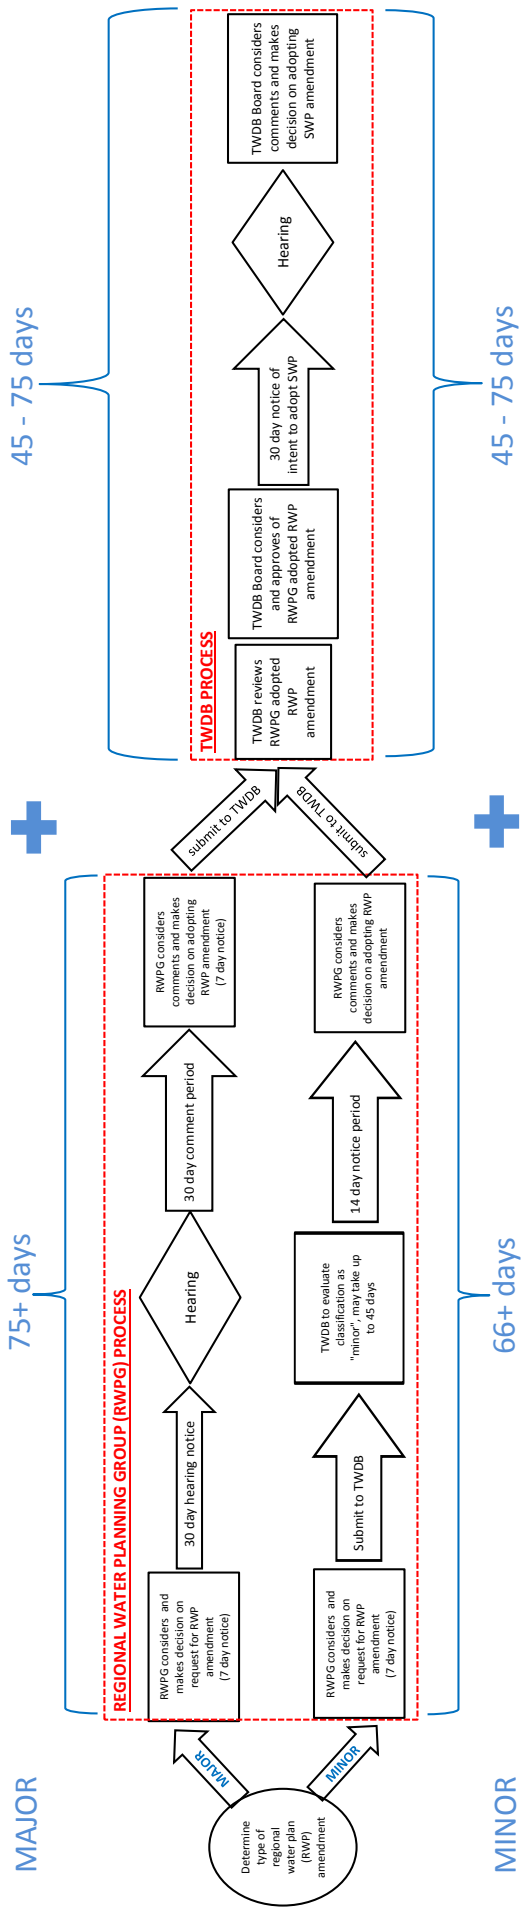 MAJOR
75+ days
45 - 75 days
REGIONAL WATER PLANNING GROUP (RWPG) PROCESS
TWDB PROCESS
Determine
type of
regional
water plan
(RWP)
amendment
MAJOR
RWPG considers and
makes decision on
request for RWP
amendment
(7 day notice)
30 day hearing notice
Hearing
30 day comment period
RWPG considers
comments and makes
decision on adopting
RWP amendment
(7 day notice)
submit to TWDB
MINOR
RWPG considers and
makes decision on
request for RWP
amendment
(7 day notice)
Submit to TWDB
TWDB to evaluate
classification as
"minor", may take up
to 45 days
14 day notice period
RWPG considers
comments and makes
decision on adopting RWP
amendment
submit to TWDB
TWDB reviews
RWPG adopted
RWP
amendment
TWDB Board considers
and approves of
RWPG adopted RWP
amendment
30 day notice of
intent to adopt SWP
Hearing
TWDB Board considers
comments and makes
decision on adopting
SWP amendment
MINOR
66+ days
45 - 75 days